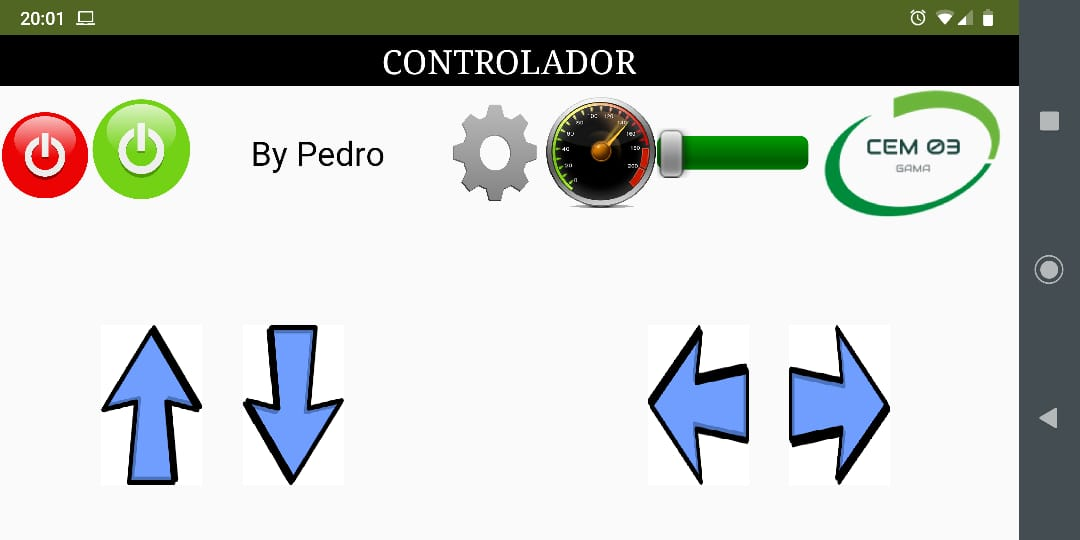 20:01
CONTROLADOR
By Pedro
CEM 03
GAMA